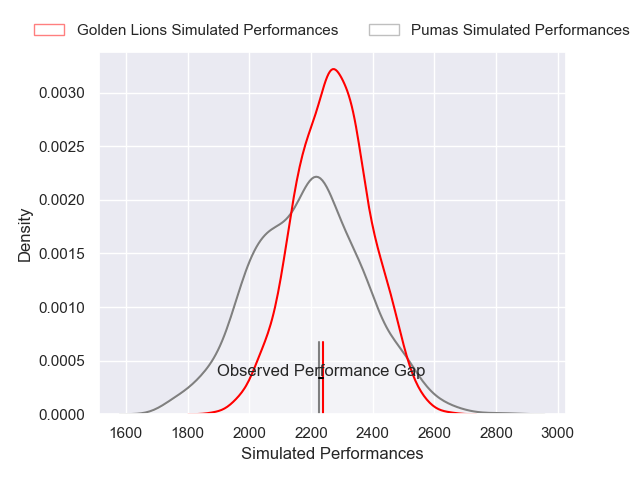 Golden Lions Simulated Performances
Pumas Simulated Performances
0.0030
0.0025
0.0020
0.0015
0.0010
0.0005
0.0000
Density
Observed Performance Gap
1600 1800 2000 2200 2400 2600 2800 3000
Simulated Performances